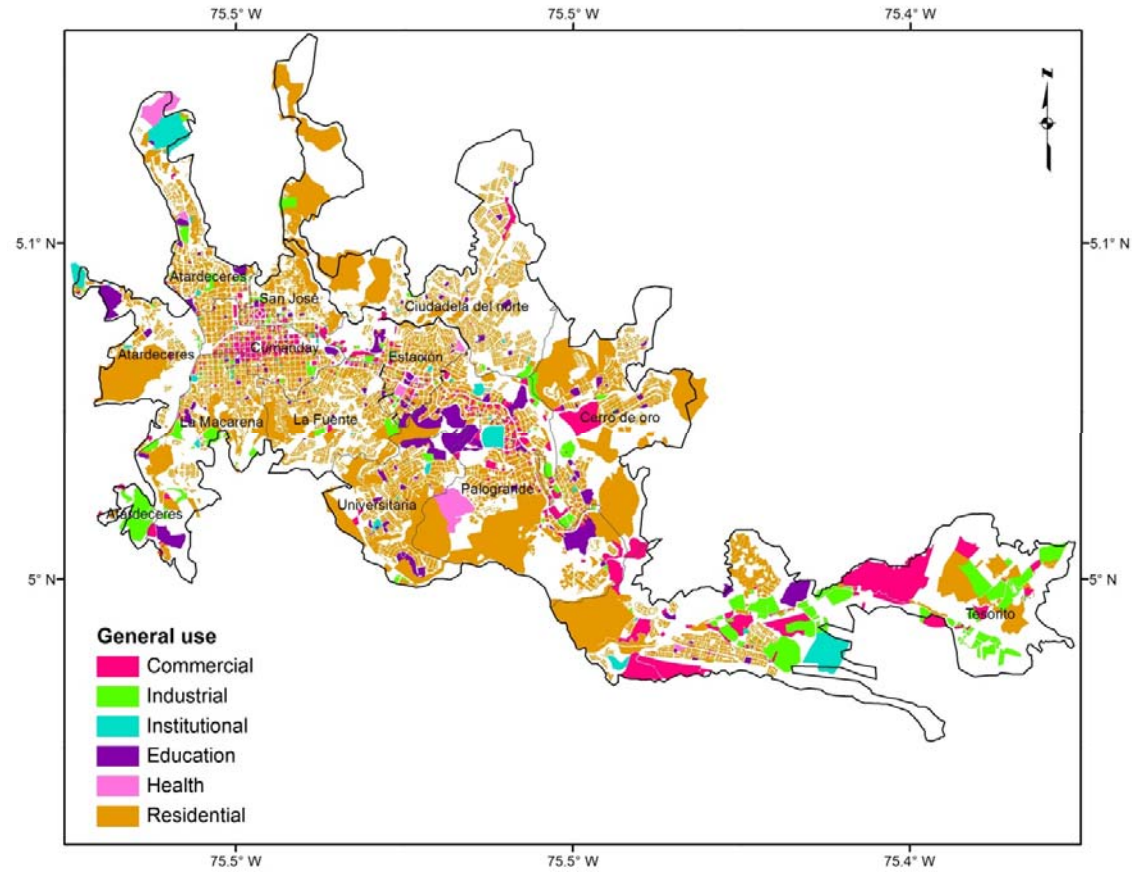 75.5° W 75.5° W 75.4° W
N
5.1° N 5.1° N
Atardeceres
San José
Ciudadela del norte
Cumanday
Atardeceres
Estación
La Macarena
La Fuente
Cerro de oro
Palogrande
Universitaria
Atardeceres
5° N 5° N
Tesorito
General use
Commercial
Industrial
Institutional
Education
Health
Residential
75.5° W 75.5° W 75.4° W